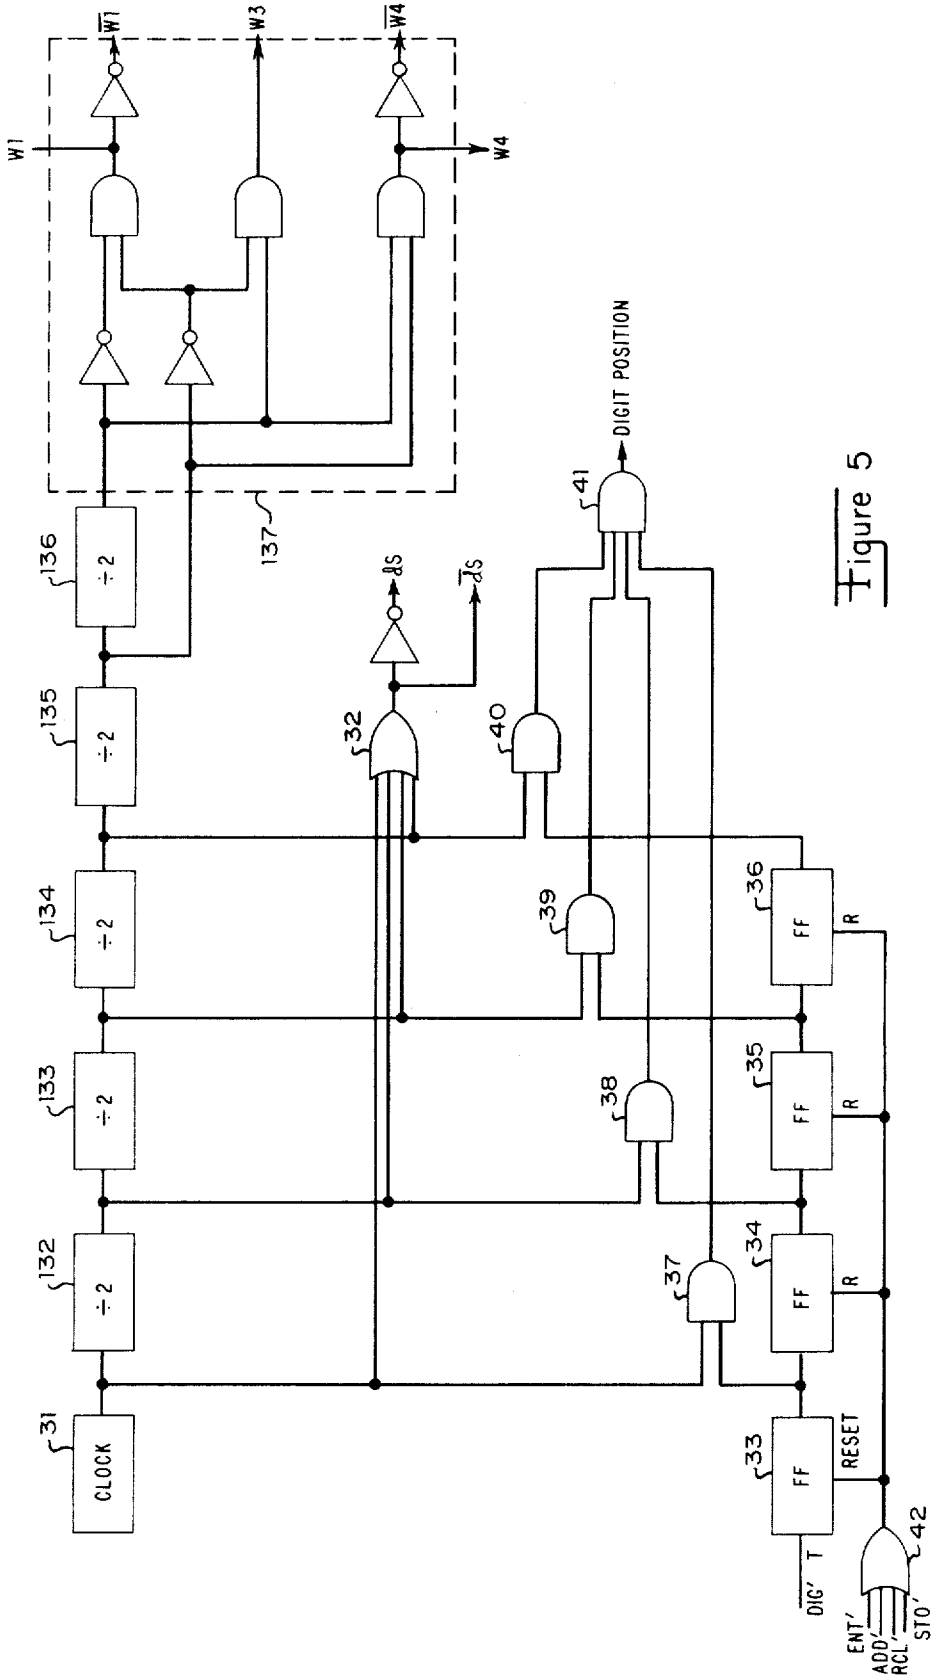 31
CLOCK
132
÷2
133
÷2
134
÷2
135
÷2
136
÷2
137
W1
W̅1̅
W3
W̅4̅
W4
32
dS
d̅S̅
37
38
39
40
41
DIGIT POSITION
DIG' T
33
FF
RESET
34
FF
R
35
FF
R
36
FF
R
ENT'
ADD'
RCL'
STO'
42
Figure 5